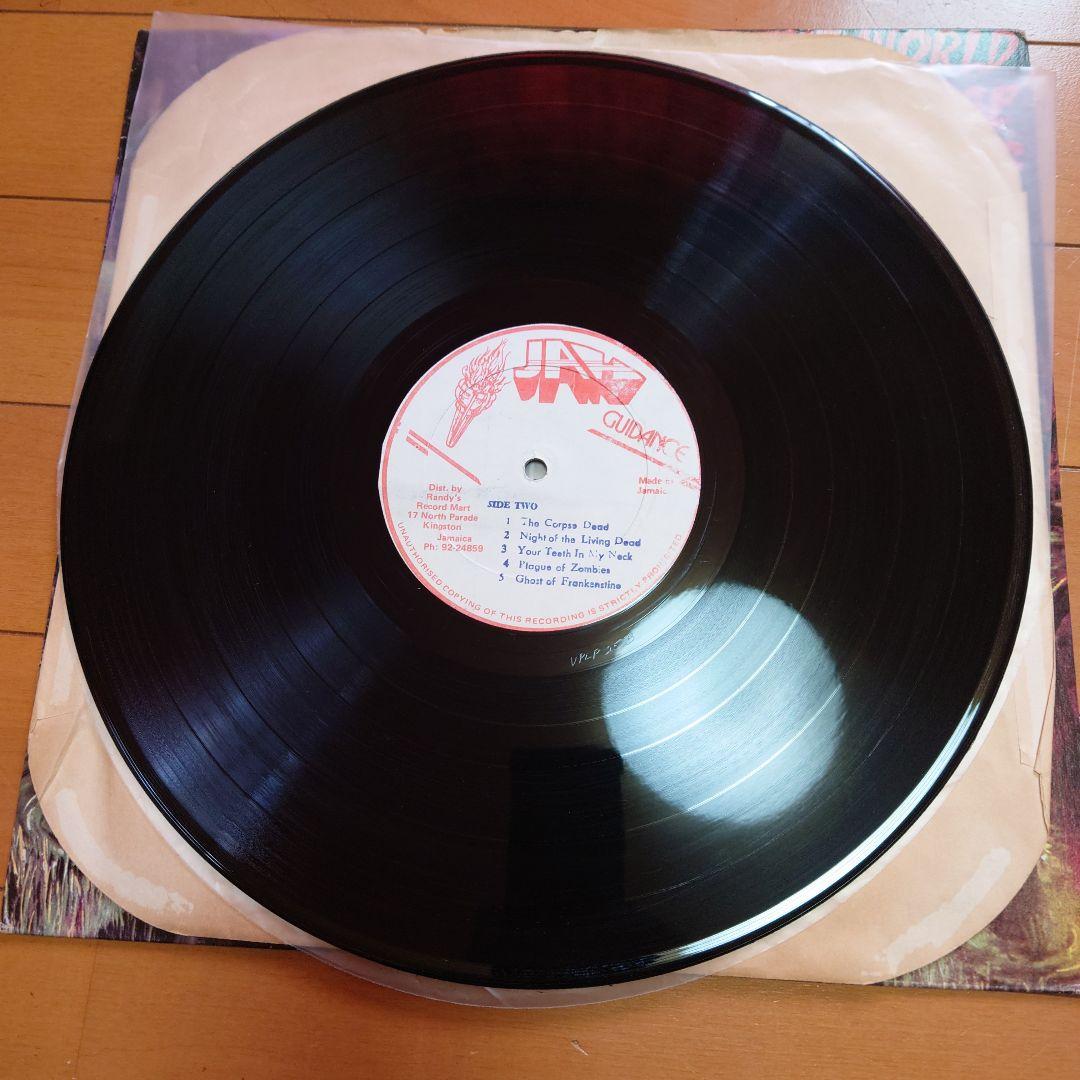 WORLD
JAH
GUIDANCE
Dist. by
Randy's
Record Mart
17 North Parade
Kingston
Jamaica
Ph: 92-24859
Made in
Jamaic
SIDE TWO
1 The Corpse Dead
2 Night of the Living Dead
3 Your Teeth In My Neck
4 Plague of Zombies
5 Ghost of Frankenstine
UNAUTHORISED COPYING OF THIS RECORDING IS STRICTLY PROHIBITED
VPLP